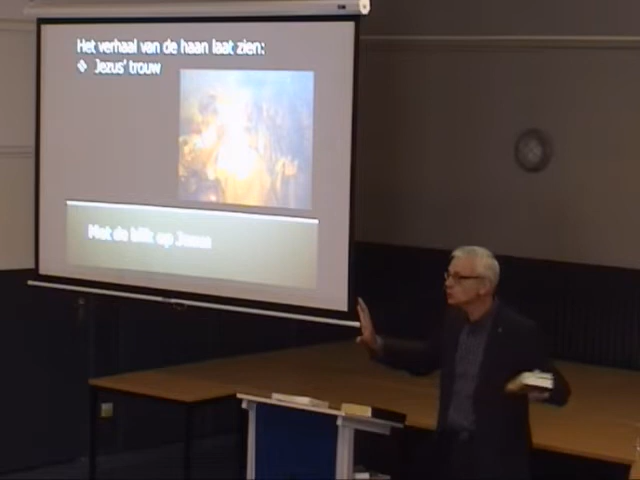 Het verhaal van de haan laat zien:
❖ Jezus' trouw
Met de blik op Jezus